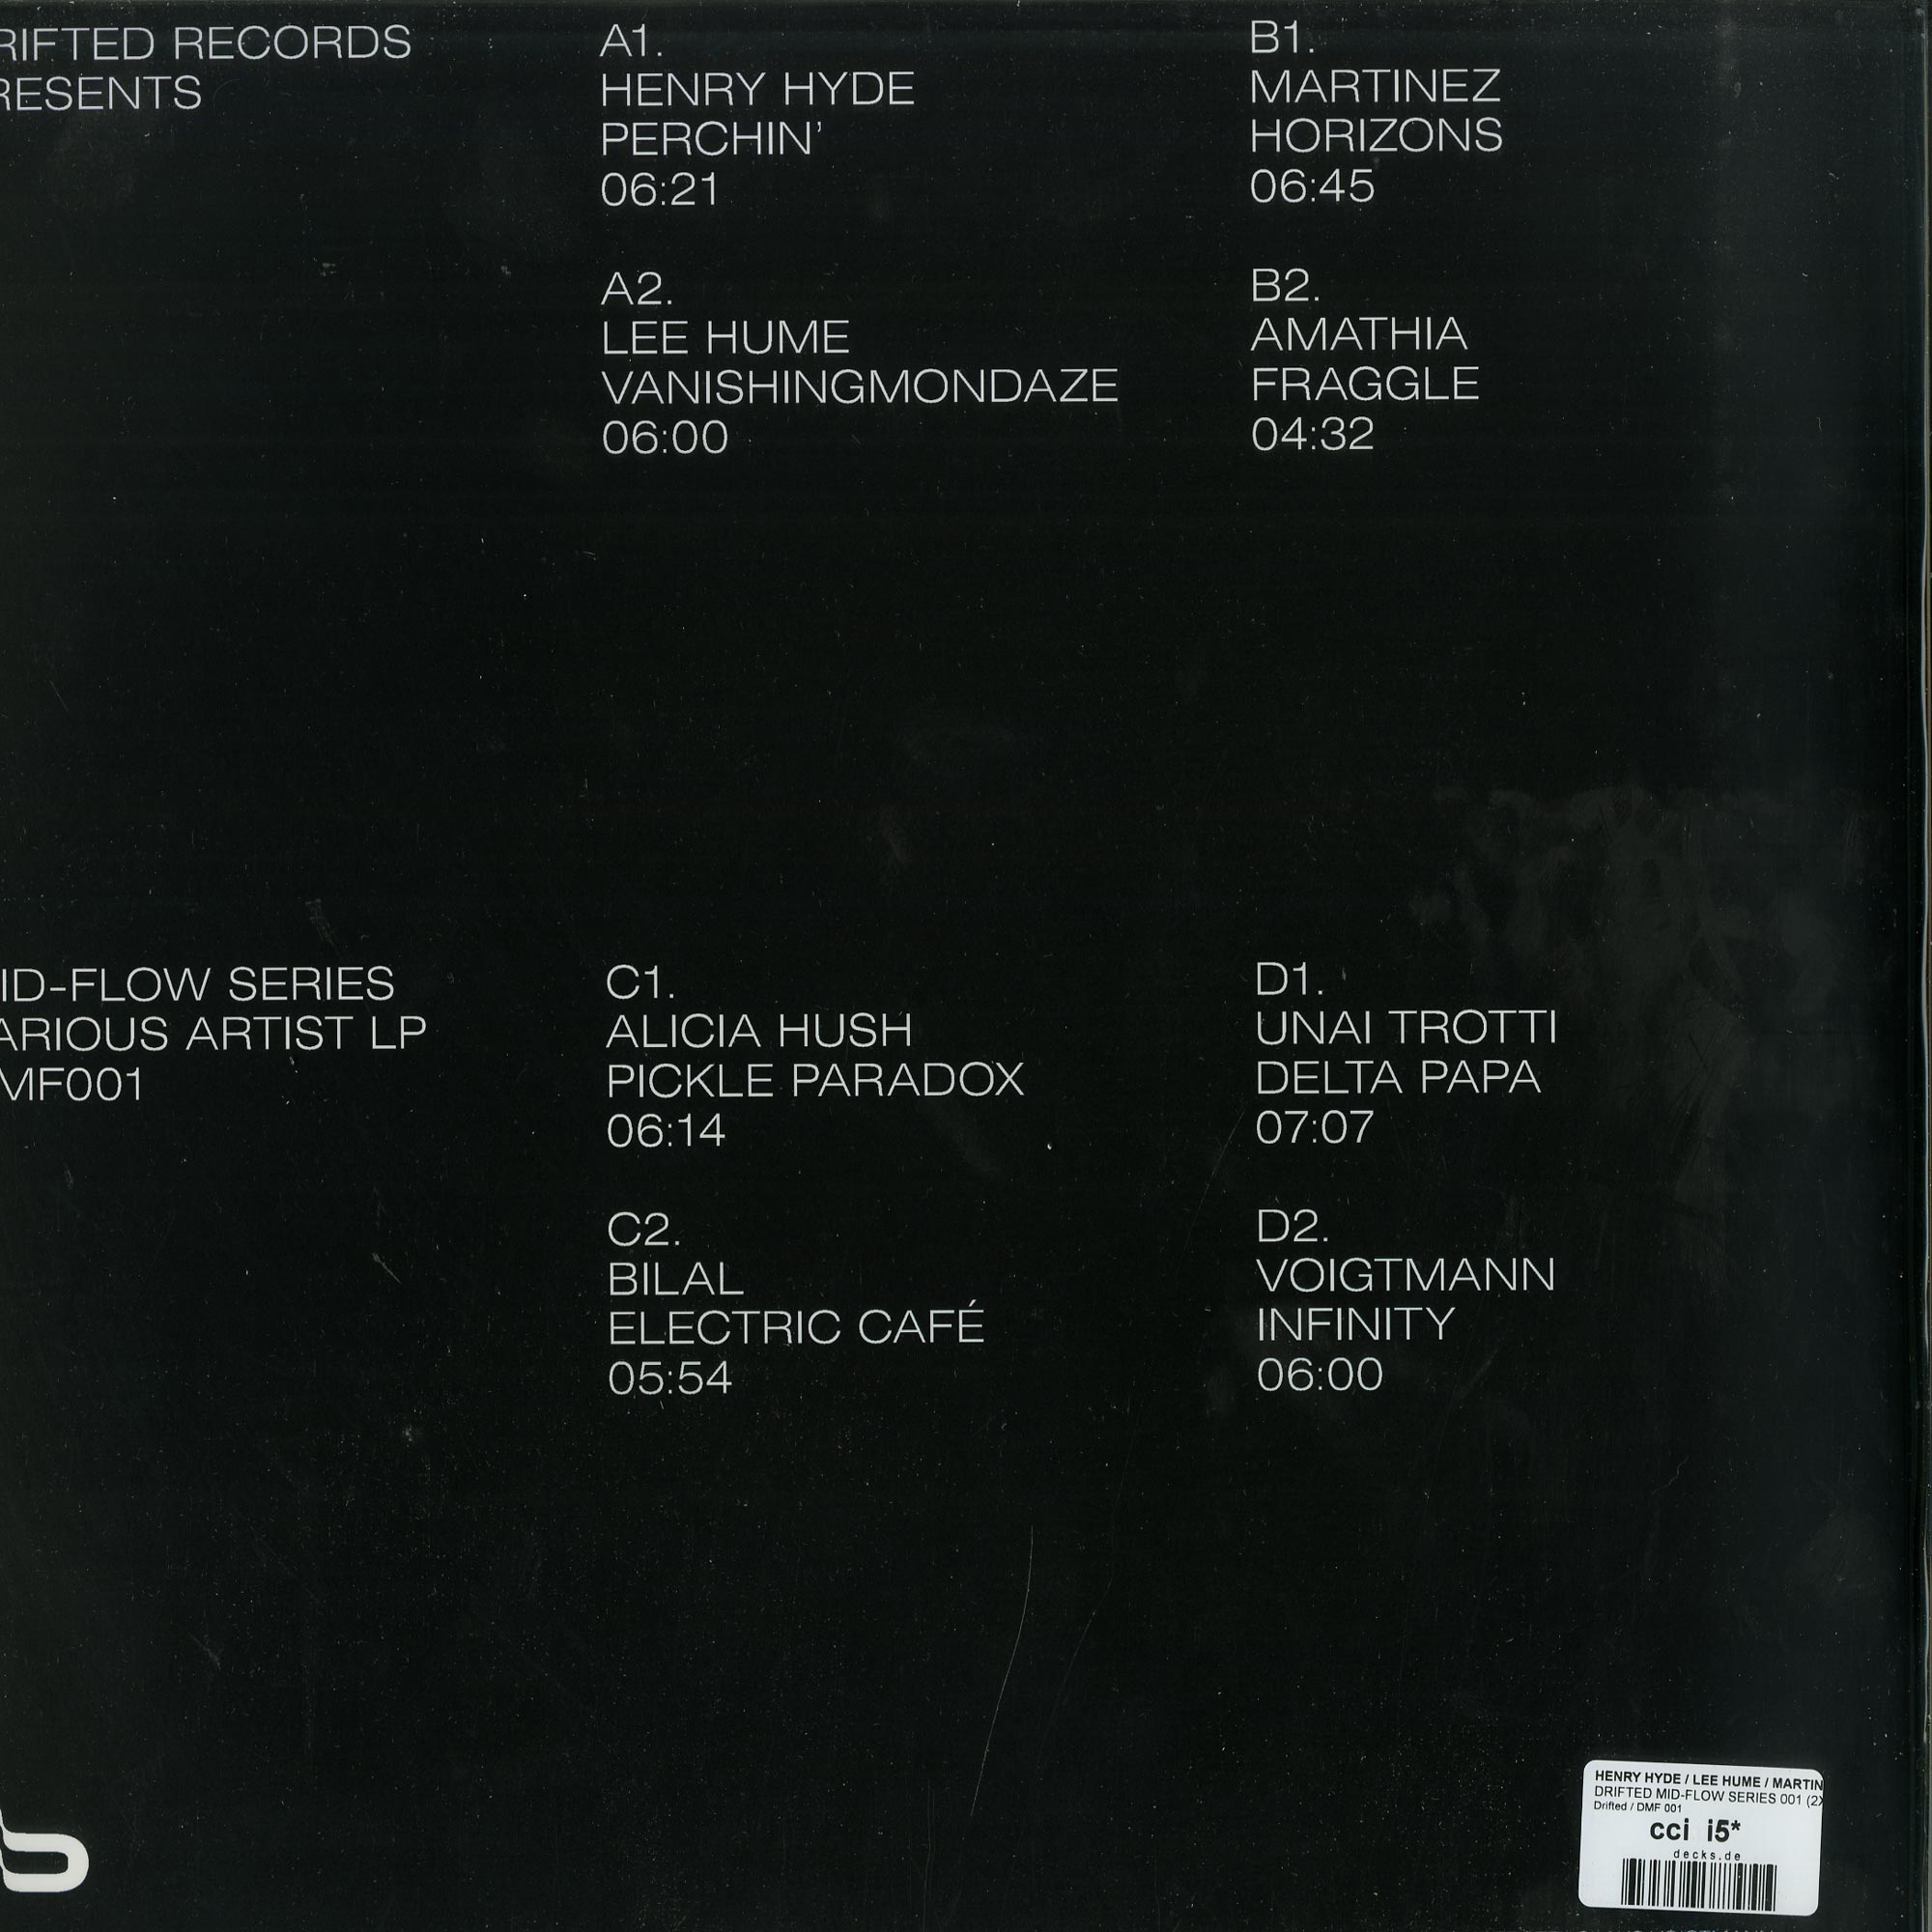 RIFTED RECORDS
RESENTS
A1.
HENRY HYDE
PERCHIN'
06:21
A2.
LEE HUME
VANISHINGMONDAZE
06:00
B1.
MARTINEZ
HORIZONS
06:45
B2.
AMATHIA
FRAGGLE
04:32
ID-FLOW SERIES
ARIOUS ARTIST LP
MF001
C1.
ALICIA HUSH
PICKLE PARADOX
06:14
C2.
BILAL
ELECTRIC CAFÉ
05:54
D1.
UNAI TROTTI
DELTA PAPA
07:07
D2.
VOIGTMANN
INFINITY
06:00
HENRY HYDE / LEE HUME / MARTIN
DRIFTED MID-FLOW SERIES 001 (2X
Drifted / DMF 001
cci i5*
decks.de